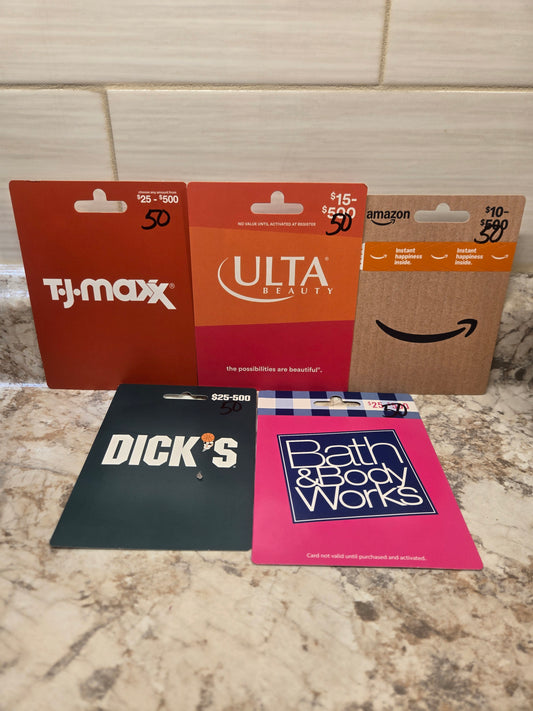 choose any amount from
$25 - $500
50
T·J·maxx®
$15-
$500
50
NO VALUE UNTIL ACTIVATED AT REGISTER
ULTA®
BEAUTY
the possibilities are beautiful®.
amazon
$10-
$500
50
Instant
happiness
inside.
Instant
happiness
inside.
$25-500
50
DICK'S
50
Bath
& Body
Works
Card not valid until purchased and activated.